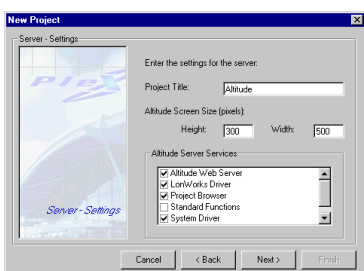 New Project
Server - Settings
PleX
Server-Settings
Enter the settings for the server:
Project Title: Altitude
Altitude Screen Size (pixels):
Height: 300 Width: 500
Altitude Server Services
Altitude Web Server
LonWorks Driver
Project Browser
Standard Functions
System Driver
Cancel < Back Next > Finish